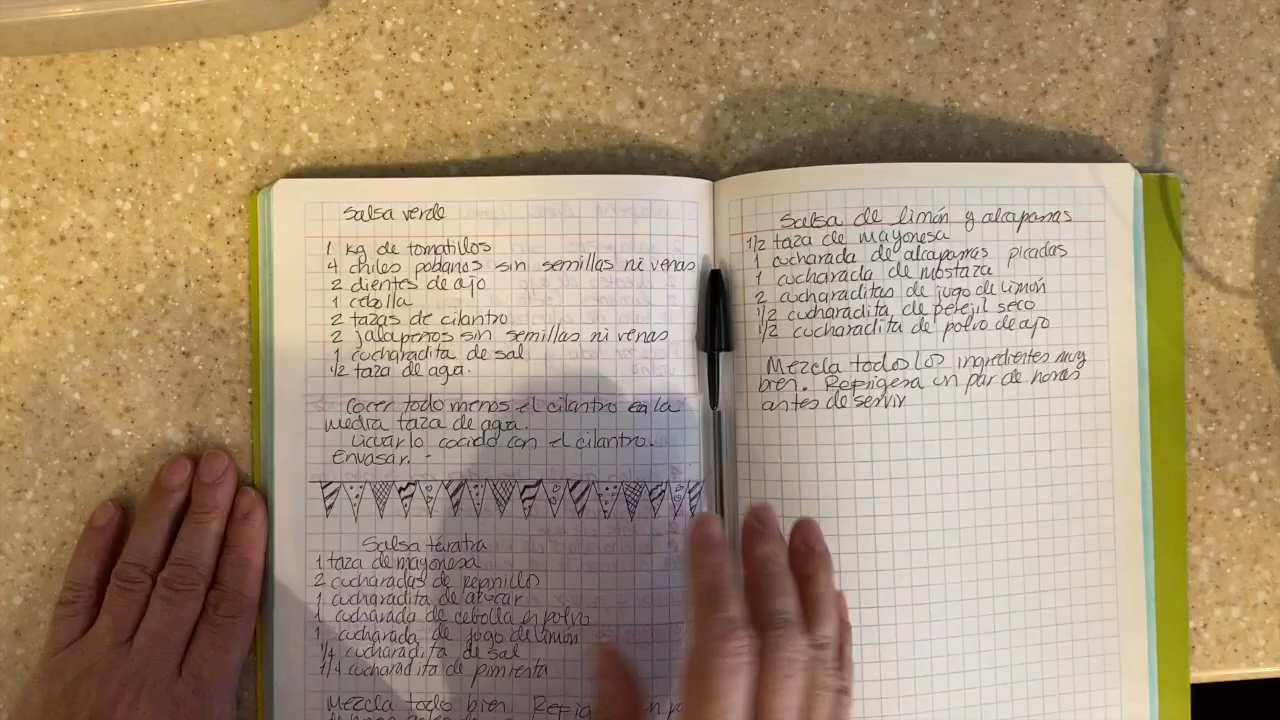 Salsa verde
1 kg de tomatillos
4 chiles poblanos sin semillas ni venas
2 dientes de ajo
1 cebolla
2 tazas de cilantro
2 jalapeños sin semillas ni venas
1 cucharadita de sal
1/2 taza de agua.
Cocer todo menos el cilantro en la
media taza de agua.
Licuar lo cocido con el cilantro.
Envasar. -
Salsa tártara
1 taza de mayonesa
2 cucharadas de pepinillo
1 cucharadita de azúcar
1 cucharada de cebolla en polvo
1 cucharada de jugo de limón
1/4 cucharadita de sal
1/4 cucharadita de pimienta
Mezcla todo bien. Refrigera un
Salsa de limón y alcaparras
1/2 taza de mayonesa
1 cucharada de alcaparras picadas
1 cucharada de mostaza
2 cucharaditas de jugo de limón
1/2 cucharadita de perejil seco
1/2 cucharadita de polvo de ajo
Mezcla todos los ingredientes muy
bien. Refrigera un par de horas
antes de servir